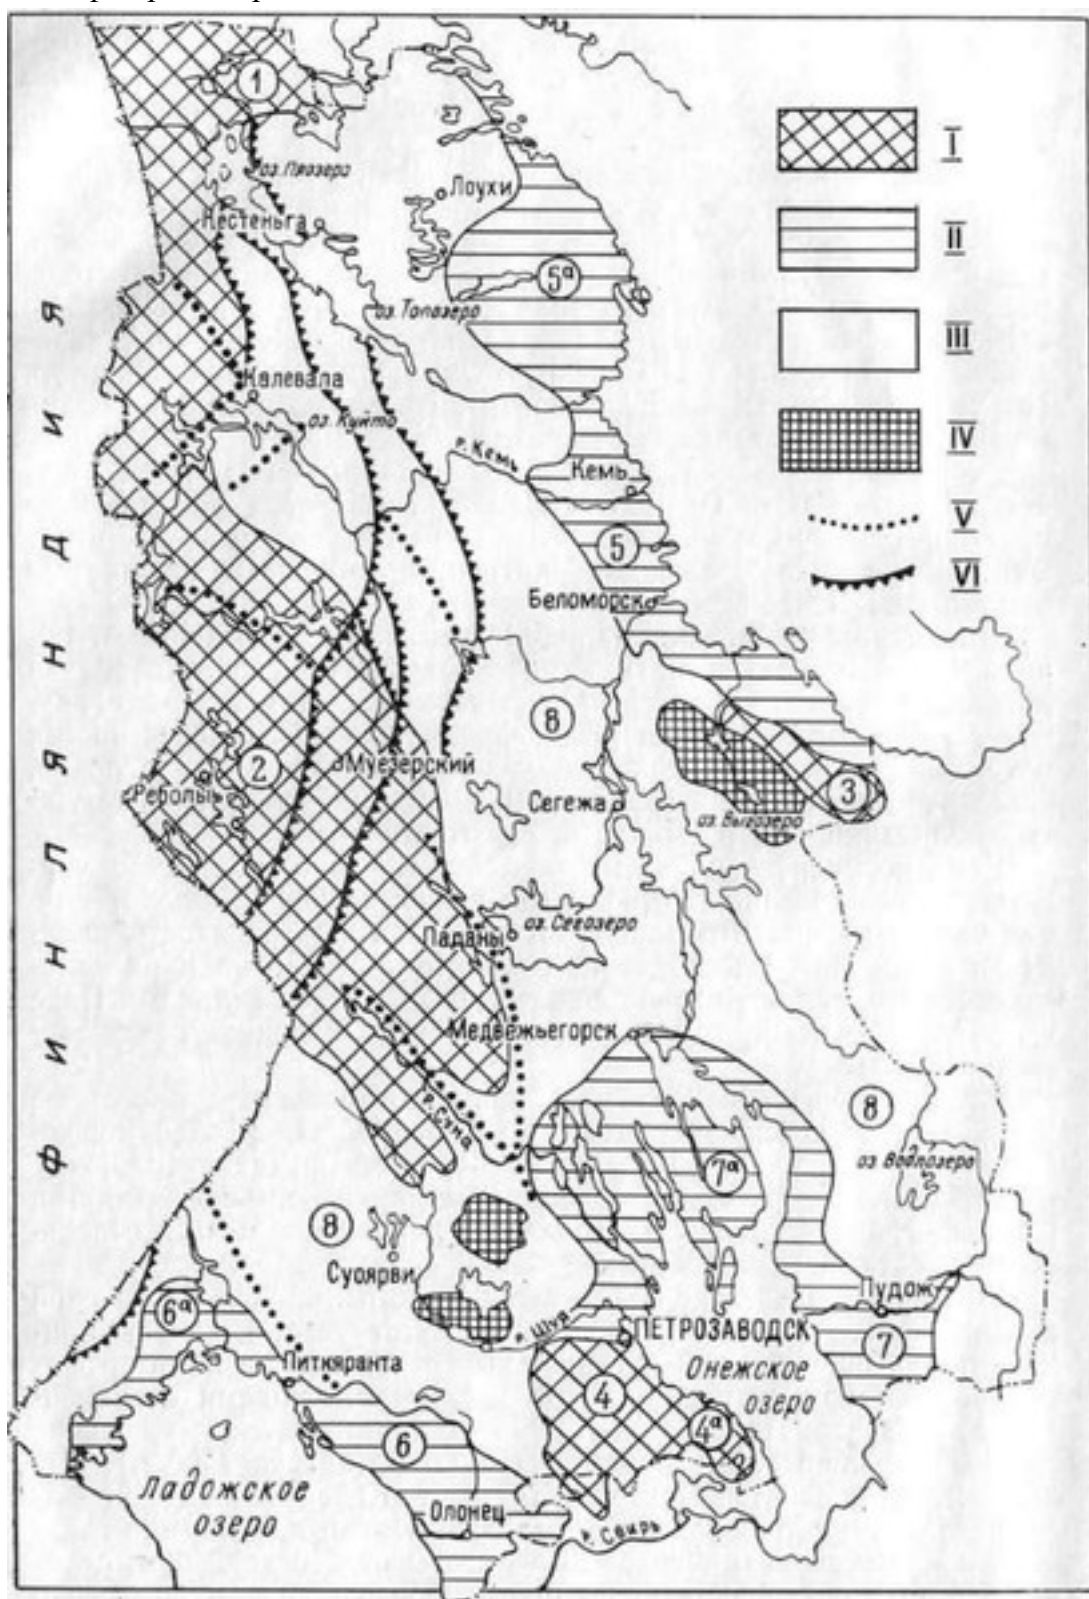 1
I
оз. Пяозеро
Лоухи
Кестеньга
II
5а
оз. Топозеро
III
Калевала
оз. Куйто
IV
р. Кемь
Кемь
V
5
VI
Беломорск
ФИНЛЯНДИЯ
8
2
Муезерский
Реболы
3
Сегежа
оз. Выгозеро
оз. Сегозеро
Паданы
Медвежьегорск
р. Суна
8
7а
оз. Водлозеро
8
Суоярви
Пудож
6а
р. Шуя
ПЕТРОЗАВОДСК
7
Питкяранта
Онежское
озеро
4
4а
6
Ладожское
озеро
Олонец
р. Свирь